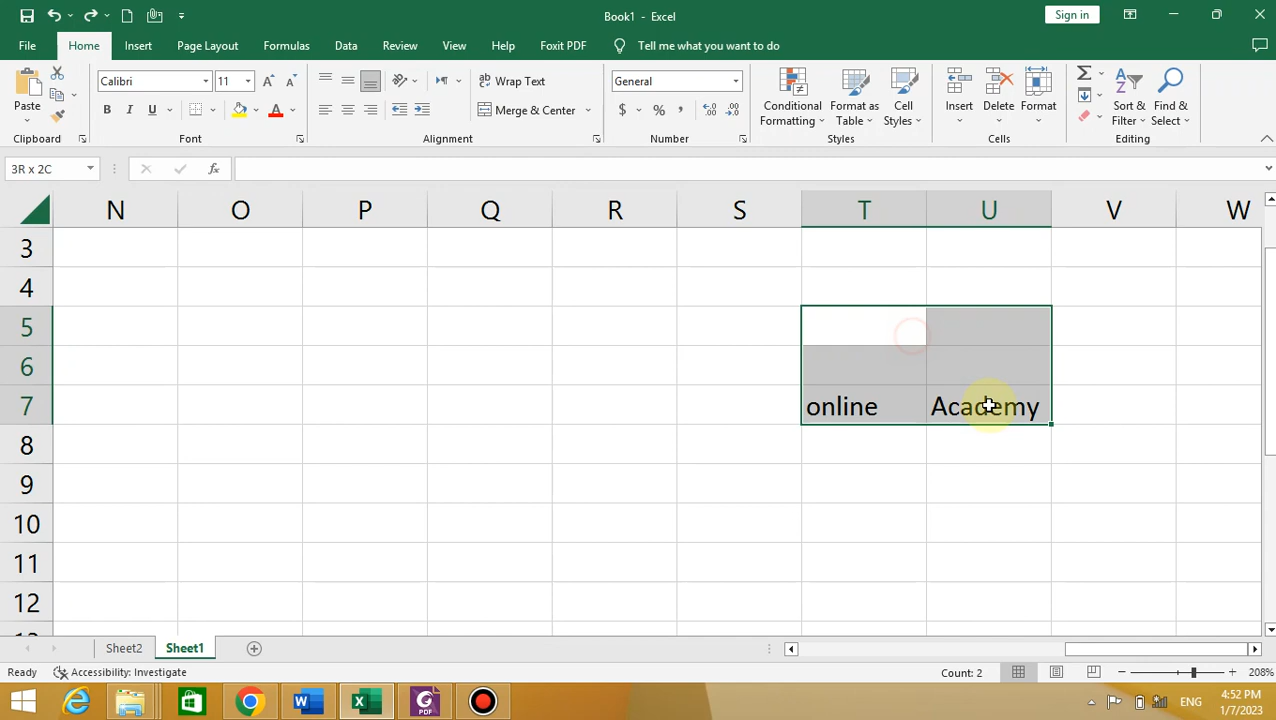 Book1 - Excel
Sign in
File Home Insert Page Layout Formulas Data Review View Help Foxit PDF Tell me what you want to do
Calibri 11 Wrap Text General
Paste B I U Merge & Center $ % , Conditional Formatting Format as Table Cell Styles Insert Delete Format Sort & Filter Find & Select
Clipboard Font Alignment Number Styles Cells Editing
3R x 2C fx
N O P Q R S T U V W
3
4
5
6
7 online Academy
8
9
10
11
12
13
Sheet2 Sheet1
Ready Accessibility: Investigate Count: 2 208%
PDF ENG 4:52 PM
1/7/2023